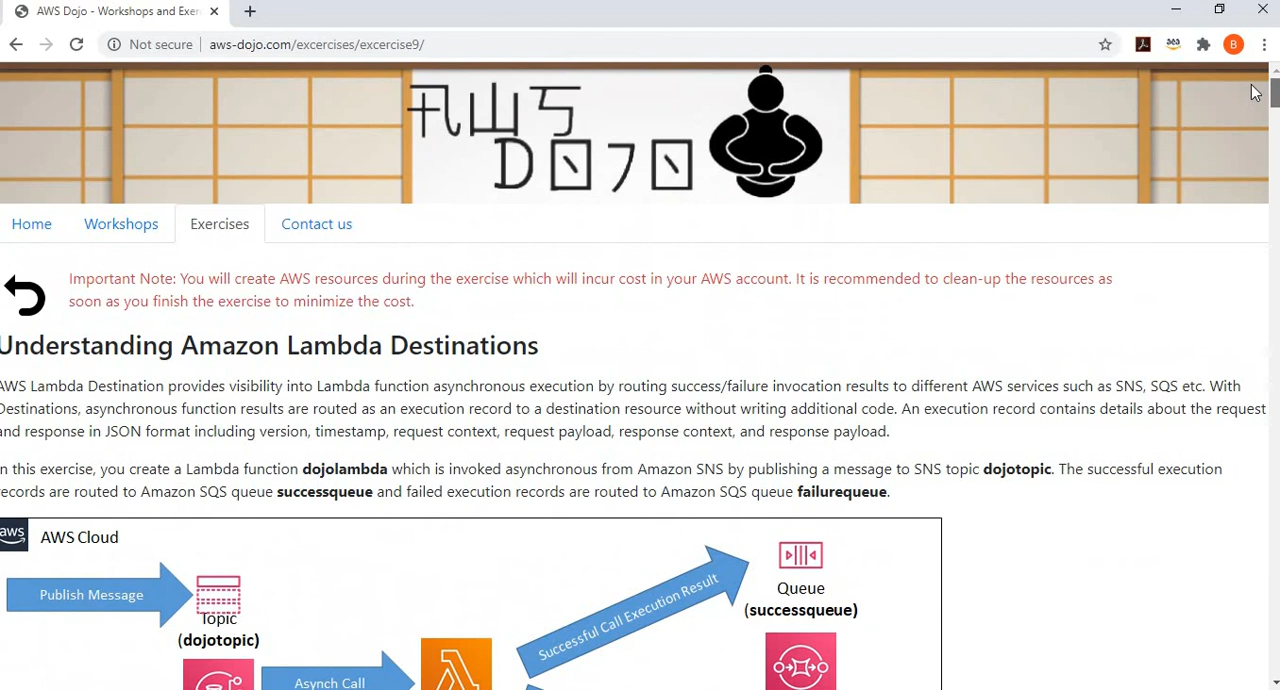 AWS Dojo - Workshops and Exer
Not secure aws-dojo.com/excercises/excercise9/
B
AWS
DOJO
Home Workshops Exercises Contact us
Important Note: You will create AWS resources during the exercise which will incur cost in your AWS account. It is recommended to clean-up the resources as
soon as you finish the exercise to minimize the cost.
Understanding Amazon Lambda Destinations
AWS Lambda Destination provides visibility into Lambda function asynchronous execution by routing success/failure invocation results to different AWS services such as SNS, SQS etc. With
Destinations, asynchronous function results are routed as an execution record to a destination resource without writing additional code. An execution record contains details about the request
and response in JSON format including version, timestamp, request context, request payload, response context, and response payload.
In this exercise, you create a Lambda function dojolambda which is invoked asynchronous from Amazon SNS by publishing a message to SNS topic dojotopic. The successful execution
records are routed to Amazon SQS queue successqueue and failed execution records are routed to Amazon SQS queue failurequeue.
aws AWS Cloud
Publish Message
Topic
(dojotopic)
Asynch Call
Successful Call Execution Result
Queue
(successqueue)